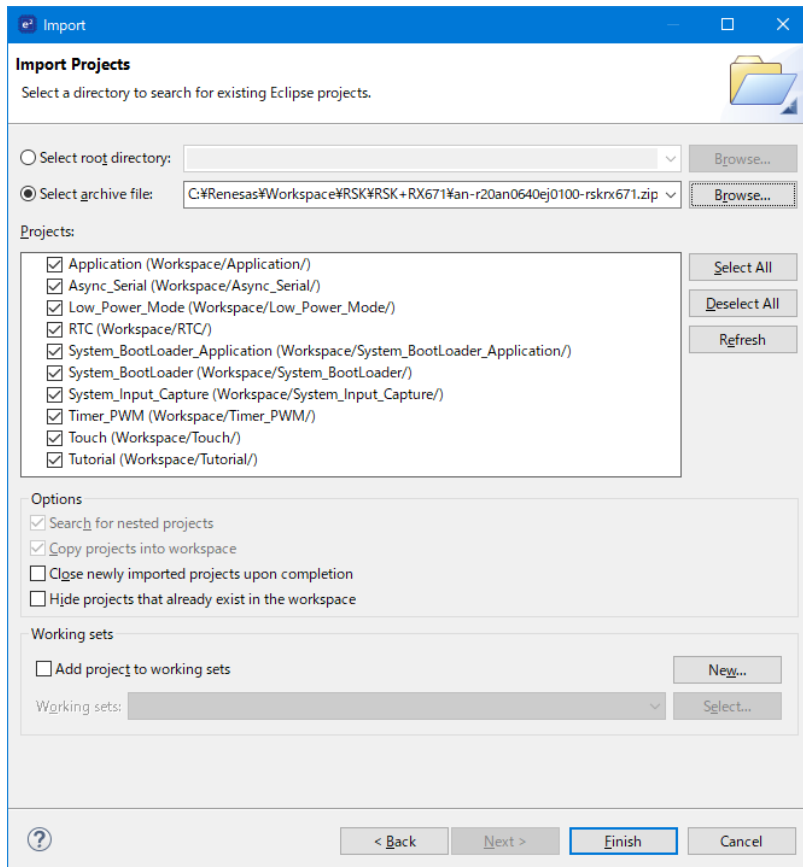 e² Import
Import Projects
Select a directory to search for existing Eclipse projects.
Select root directory:
Browse...
Select archive file:
C:¥Renesas¥Workspace¥RSK¥RSK+RX671¥an-r20an0640ej0100-rskrx671.zip
Browse...
Projects:
Application (Workspace/Application/)
Async_Serial (Workspace/Async_Serial/)
Low_Power_Mode (Workspace/Low_Power_Mode/)
RTC (Workspace/RTC/)
System_BootLoader_Application (Workspace/System_BootLoader_Application/)
System_BootLoader (Workspace/System_BootLoader/)
System_Input_Capture (Workspace/System_Input_Capture/)
Timer_PWM (Workspace/Timer_PWM/)
Touch (Workspace/Touch/)
Tutorial (Workspace/Tutorial/)
Select All
Deselect All
Refresh
Options
Search for nested projects
Copy projects into workspace
Close newly imported projects upon completion
Hide projects that already exist in the workspace
Working sets
Add project to working sets
New...
Working sets:
Select...
?
< Back
Next >
Finish
Cancel